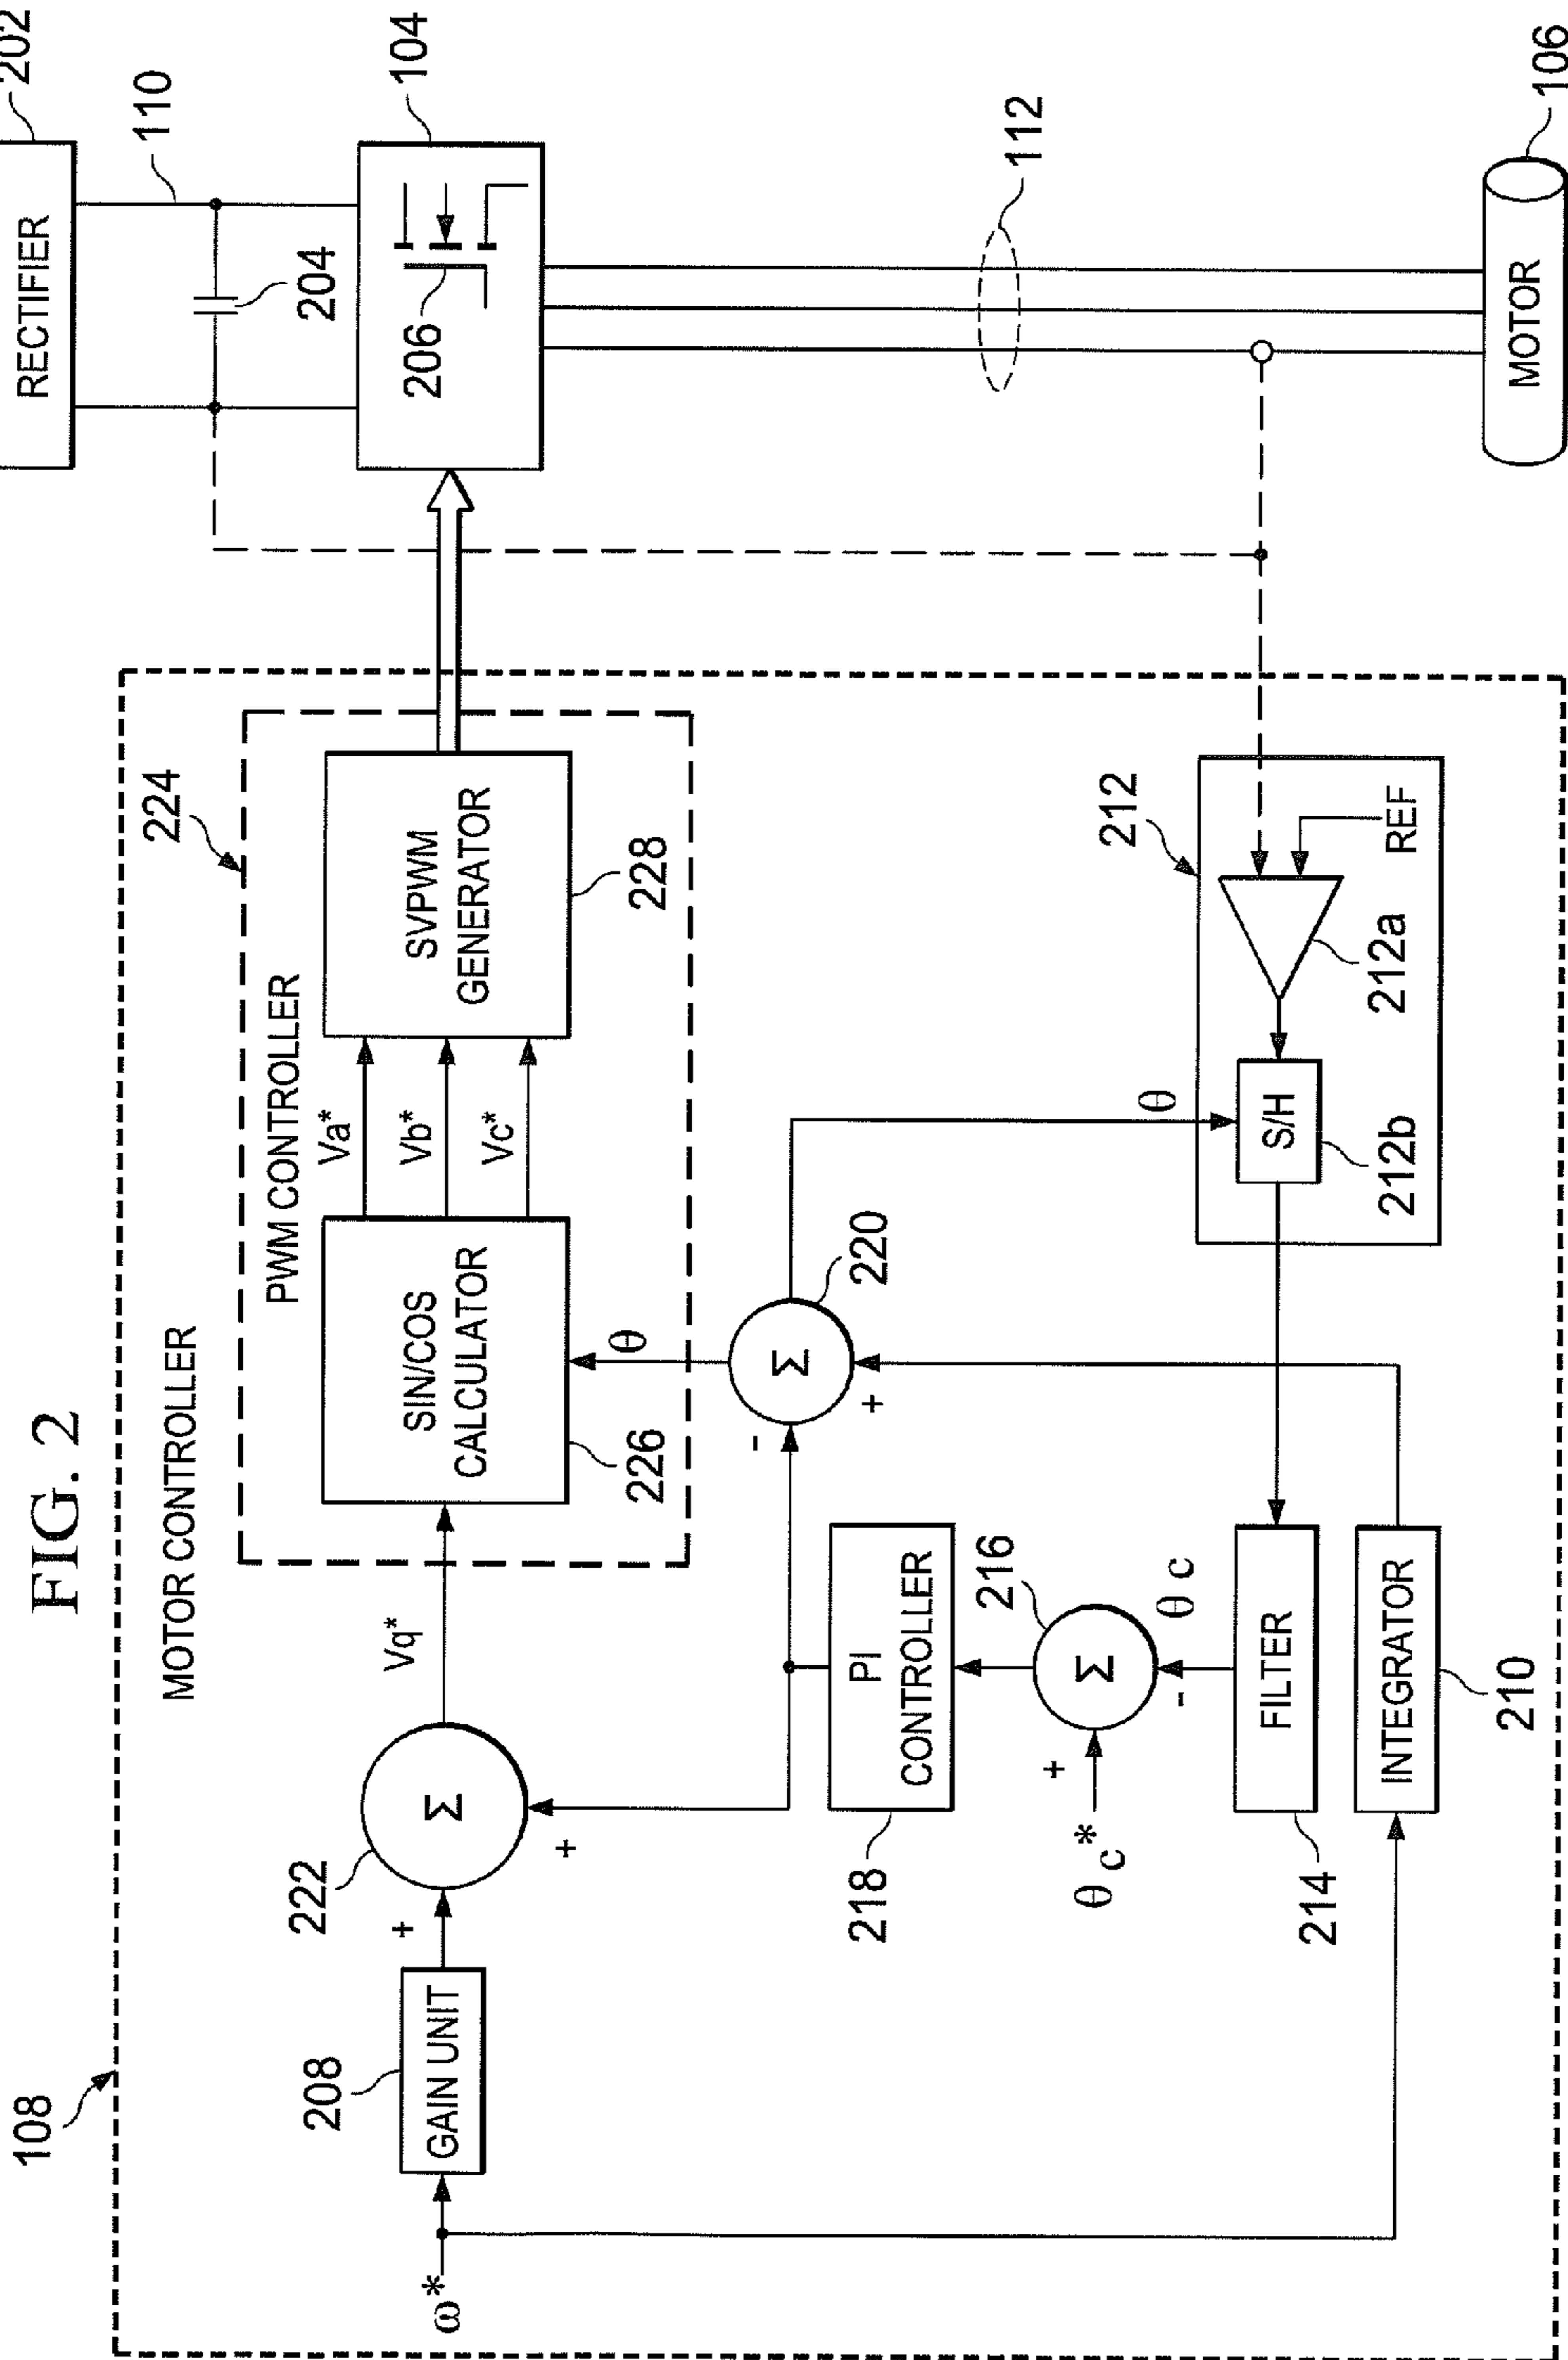 FIG. 2
108
MOTOR CONTROLLER
ω*
GAIN UNIT
208
+
222
Σ
+
Vq*
PWM CONTROLLER
224
SIN/COS
CALCULATOR
226
Va*
Vb*
Vc*
SVPWM
GENERATOR
228
θ
220
Σ
-
+
PI
CONTROLLER
218
216
Σ
+
-
θc*
θc
FILTER
214
INTEGRATOR
210
θ
S/H
212b
212
212a
REF
RECTIFIER
202
110
204
104
206
112
MOTOR
106